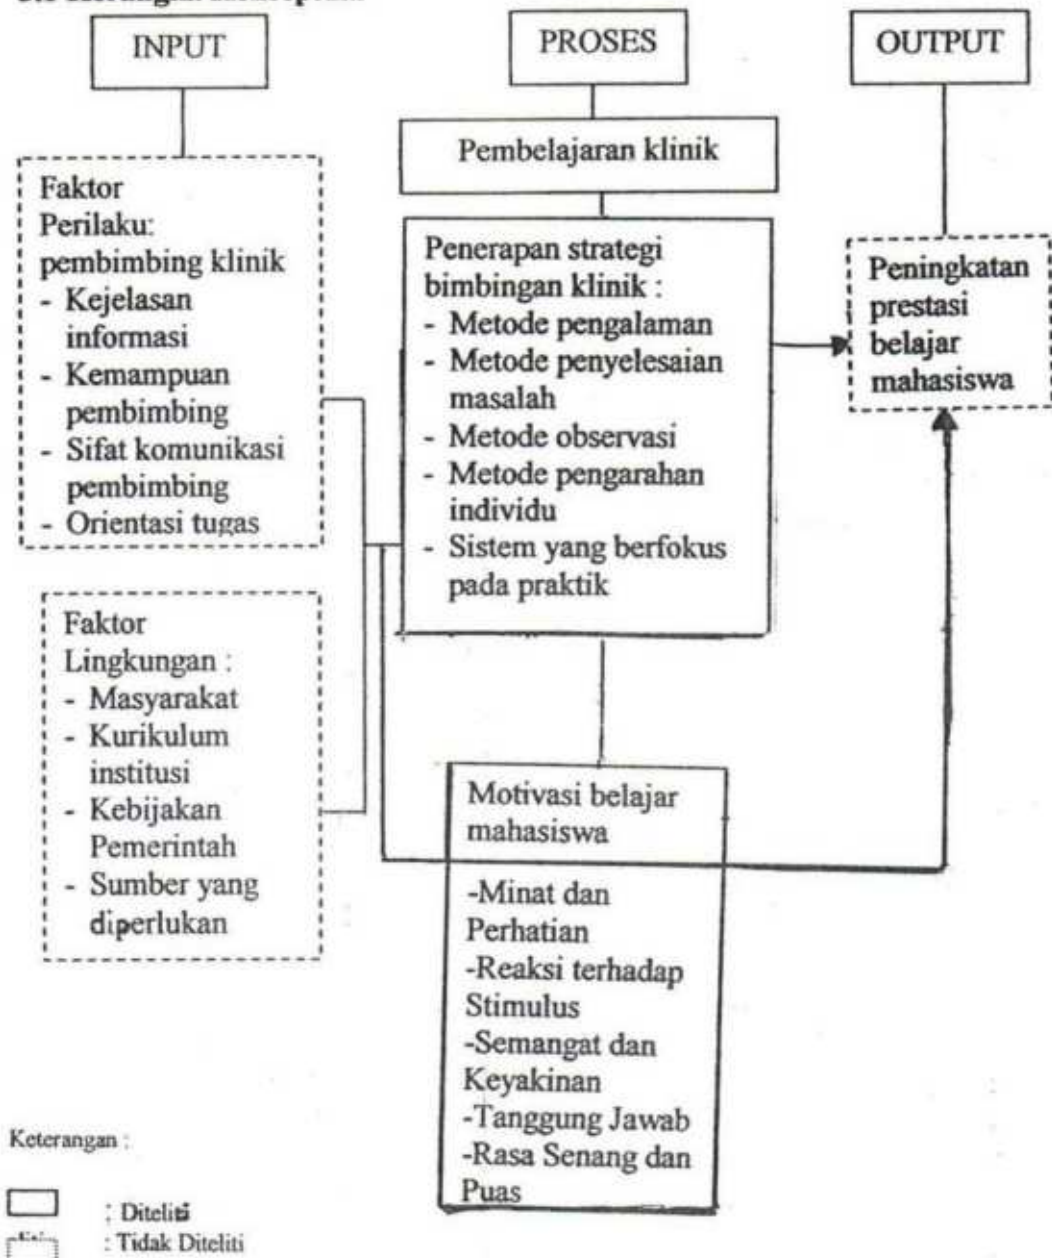 INPUT
PROSES
OUTPUT
Pembelajaran klinik
Faktor
Perilaku:
pembimbing klinik
- Kejelasan
informasi
- Kemampuan
pembimbing
- Sifat komunikasi
pembimbing
- Orientasi tugas
Faktor
Lingkungan :
- Masyarakat
- Kurikulum
institusi
- Kebijakan
Pemerintah
- Sumber yang
diperlukan
Penerapan strategi
bimbingan klinik :
- Metode pengalaman
- Metode penyelesaian
masalah
- Metode observasi
- Metode pengarahan
individu
- Sistem yang berfokus
pada praktik
Motivasi belajar
mahasiswa
-Minat dan
Perhatian
-Reaksi terhadap
Stimulus
-Semangat dan
Keyakinan
-Tanggung Jawab
-Rasa Senang dan
Puas
Peningkatan
prestasi
belajar
mahasiswa
Keterangan :
: Diteliti
: Tidak Diteliti